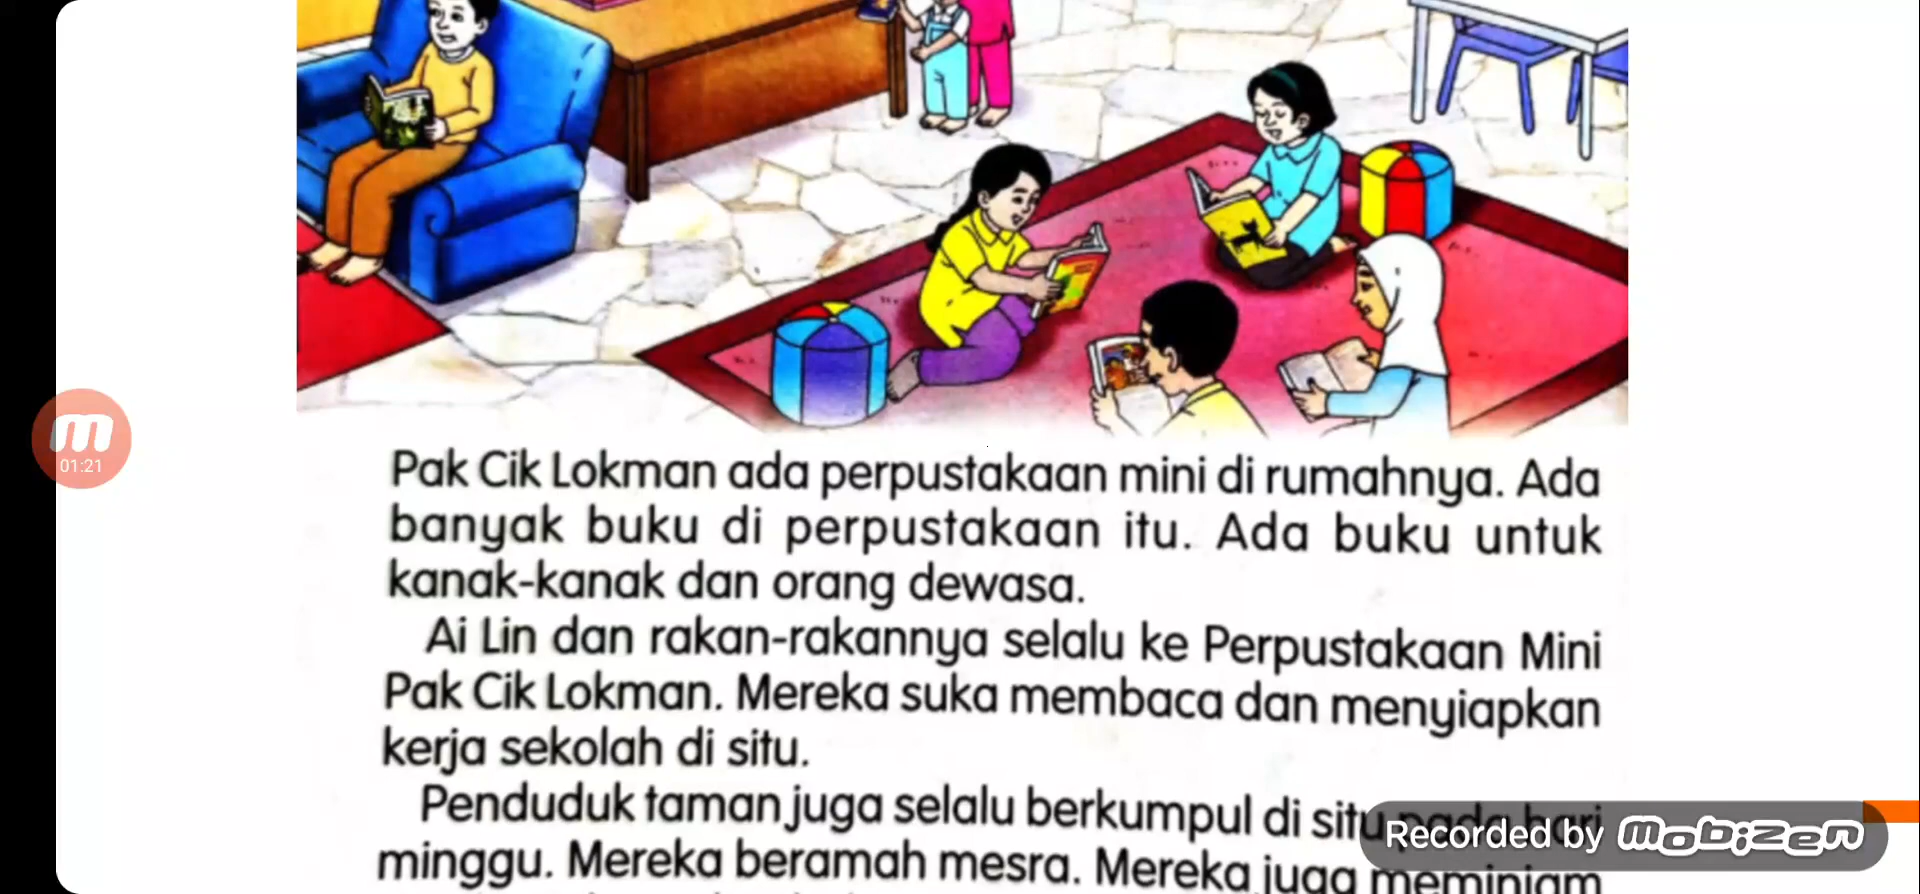 01:21
Pak Cik Lokman ada perpustakaan mini di rumahnya. Ada
banyak buku di perpustakaan itu. Ada buku untuk
kanak-kanak dan orang dewasa.
Ai Lin dan rakan-rakannya selalu ke Perpustakaan Mini
Pak Cik Lokman. Mereka suka membaca dan menyiapkan
kerja sekolah di situ.
Penduduk taman juga selalu berkumpul di situ pada hari
minggu. Mereka beramah mesra. Mereka juga meminjam
Recorded by Mobizen